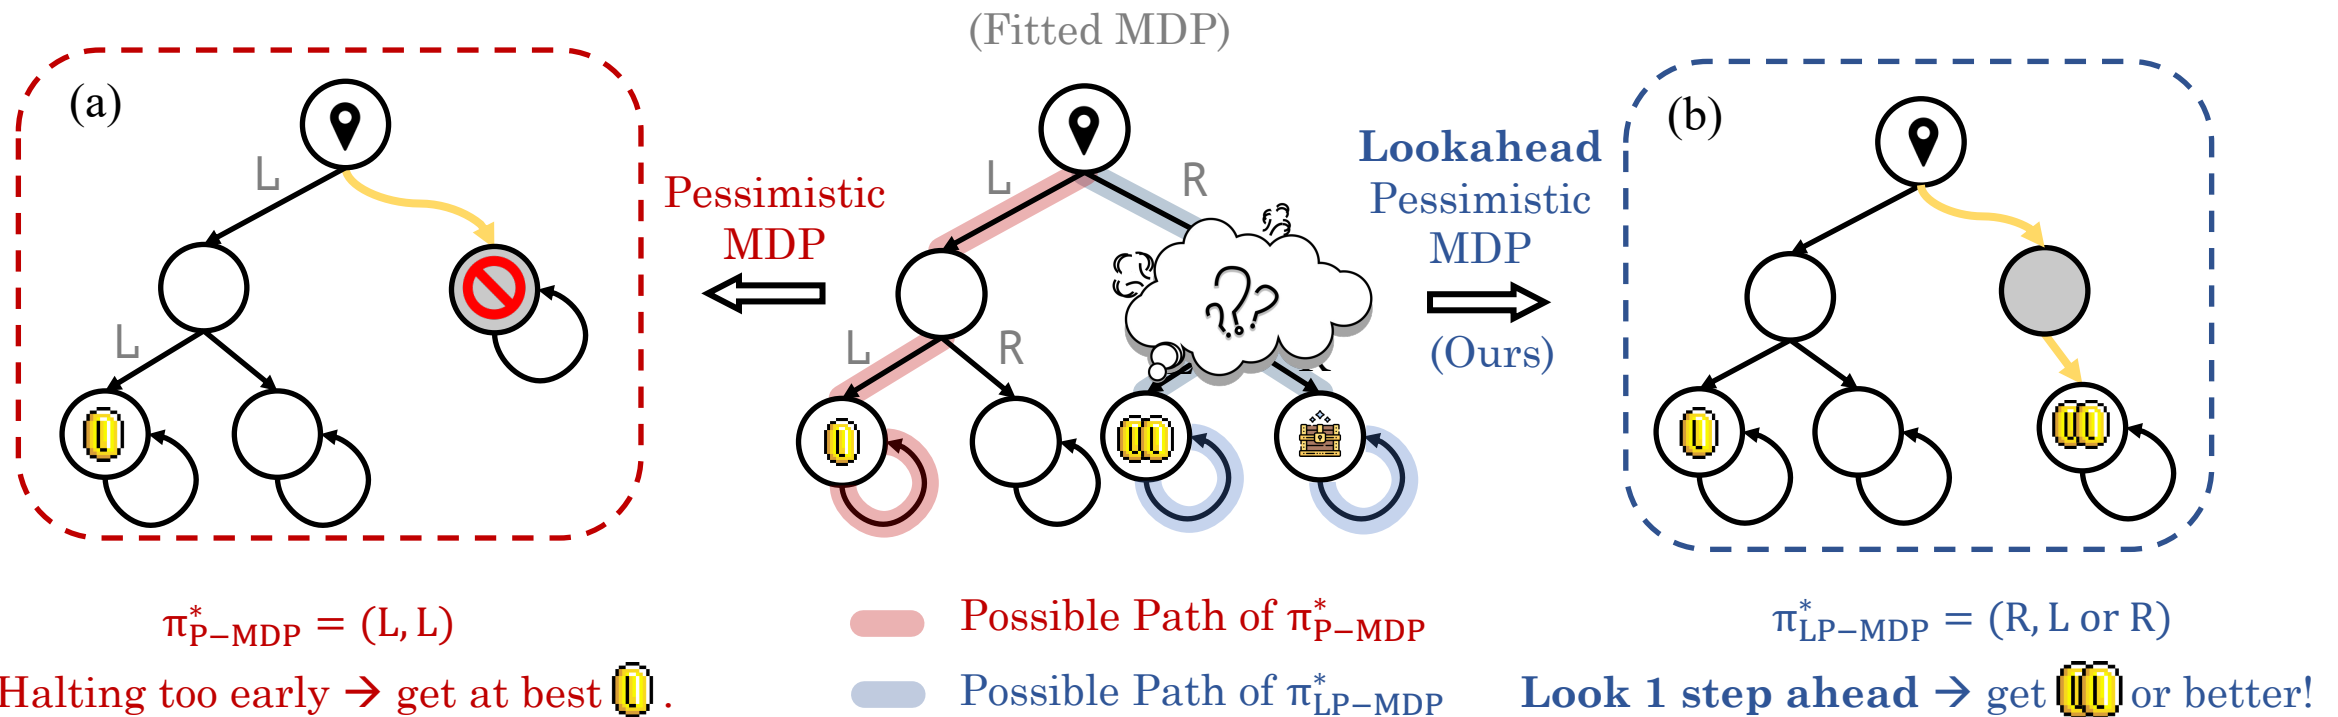 (Fitted MDP)
(a)
L
L
Pessimistic
MDP
L
R
L
R
???
Lookahead
Pessimistic
MDP
(Ours)
(b)
π*P−MDP = (L, L)
Halting too early → get at best .
Possible Path of π*P−MDP
Possible Path of π*LP−MDP
π*LP−MDP = (R, L or R)
Look 1 step ahead → get or better!